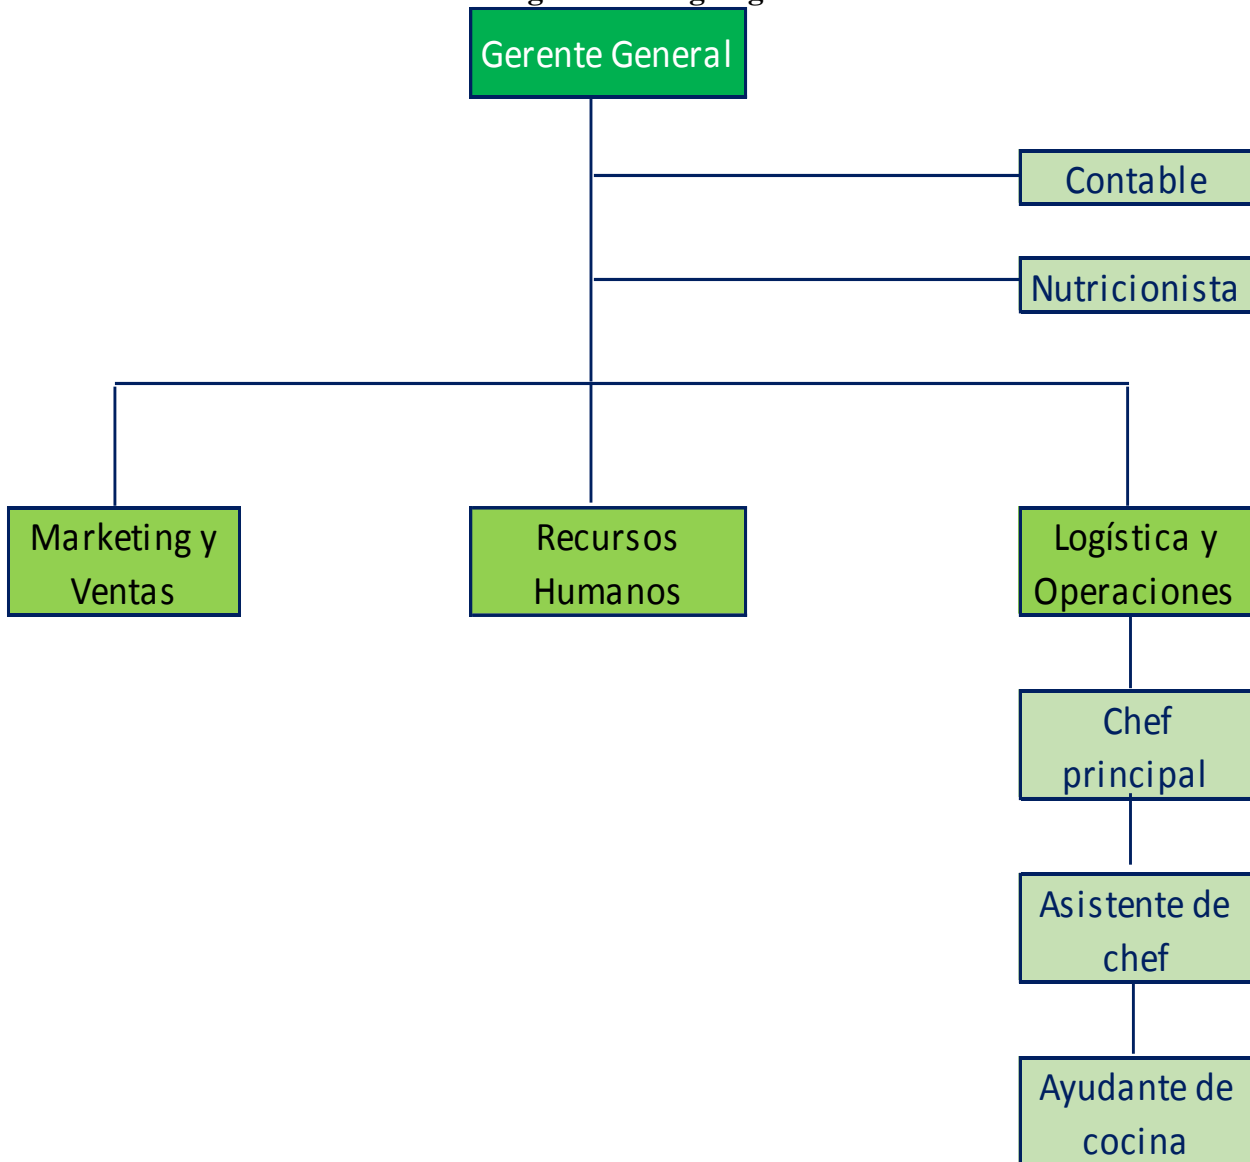 Gerente General
Contable
Nutricionista
Marketing y
Ventas
Recursos
Humanos
Logística y
Operaciones
Chef
principal
Asistente de
chef
Ayudante de
cocina